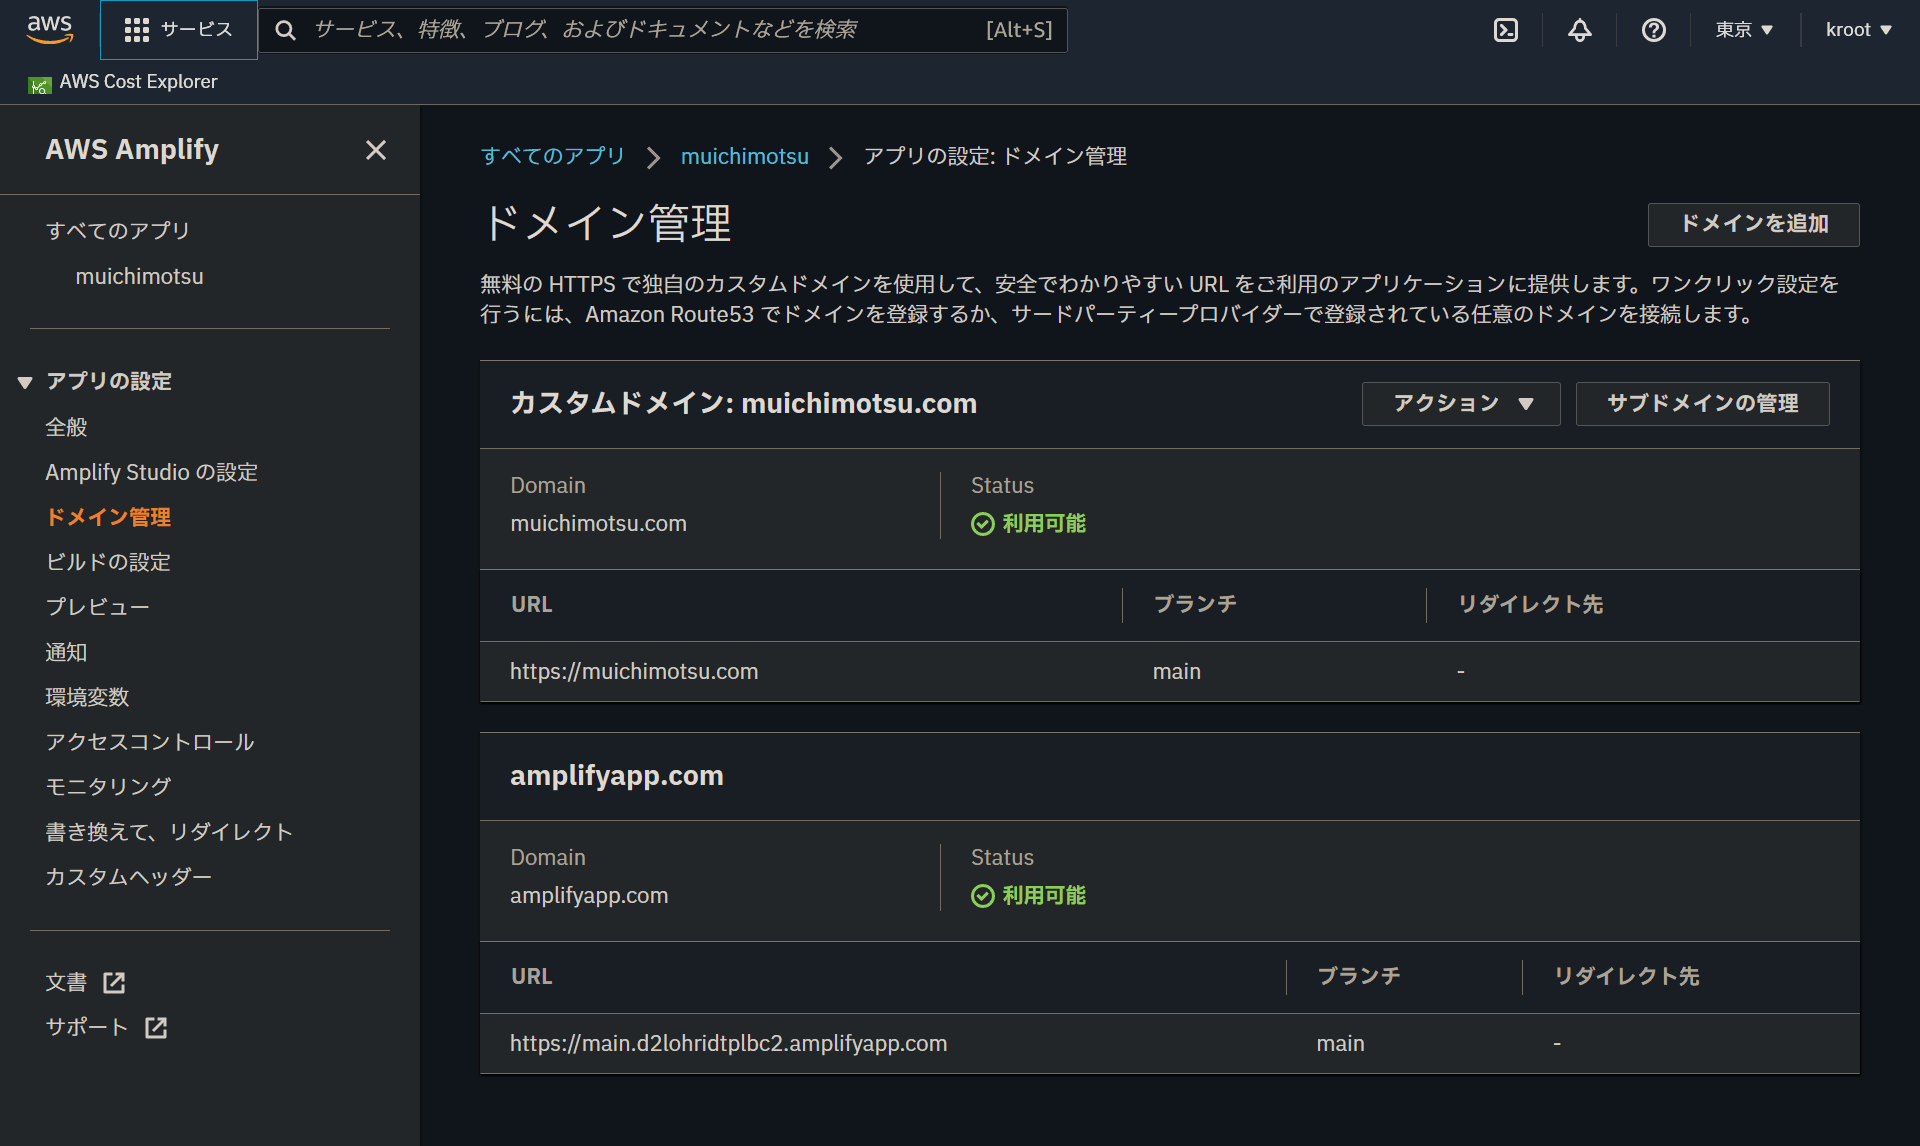 aws
サービス
サービス、特徴、ブログ、およびドキュメントなどを検索
[Alt+S]
東京
kroot
AWS Cost Explorer
AWS Amplify
すべてのアプリ
muichimotsu
アプリの設定
全般
Amplify Studio の設定
ドメイン管理
ビルドの設定
プレビュー
通知
環境変数
アクセスコントロール
モニタリング
書き換えて、リダイレクト
カスタムヘッダー
文書
サポート
すべてのアプリ
muichimotsu
アプリの設定: ドメイン管理
ドメイン管理
ドメインを追加
無料の HTTPS で独自のカスタムドメインを使用して、安全でわかりやすい URL をご利用のアプリケーションに提供します。ワンクリック設定を
行うには、Amazon Route53 でドメインを登録するか、サードパーティープロバイダーで登録されている任意のドメインを接続します。
カスタムドメイン: muichimotsu.com
アクション
サブドメインの管理
Domain
muichimotsu.com
Status
利用可能
URL
ブランチ
リダイレクト先
https://muichimotsu.com
main
-
amplifyapp.com
Domain
amplifyapp.com
Status
利用可能
URL
ブランチ
リダイレクト先
https://main.d2lohridtplbc2.amplifyapp.com
main
-